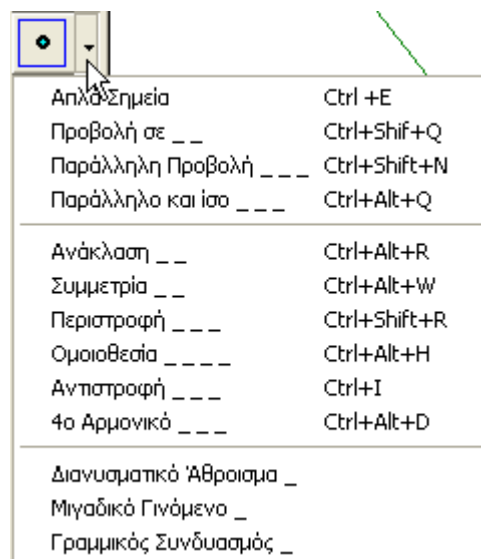 Απλά Σημεία Ctrl +E
Προβολή σε _ _ Ctrl+Shif+Q
Παράλληλη Προβολή _ _ _ Ctrl+Shift+N
Παράλληλο και ίσο _ _ _ Ctrl+Alt+Q
Ανάκλαση _ _ Ctrl+Alt+R
Συμμετρία _ _ Ctrl+Alt+W
Περιστροφή _ _ _ Ctrl+Shift+R
Ομοιοθεσία _ _ _ _ Ctrl+Alt+H
Αντιστροφή _ _ _ Ctrl+I
4ο Αρμονικό _ _ _ Ctrl+Alt+D
Διανυσματικό Άθροισμα _
Μιγαδικό Γινόμενο _
Γραμμικός Συνδυασμός _